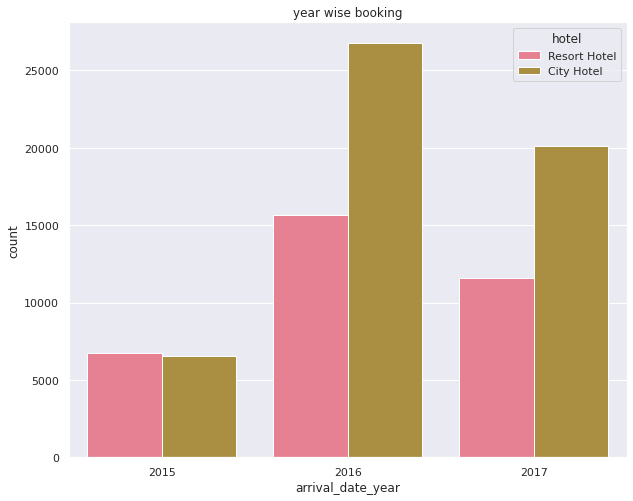 year wise booking
hotel
Resort Hotel
City Hotel
25000
20000
15000
10000
5000
0
count
2015 2016 2017
arrival_date_year